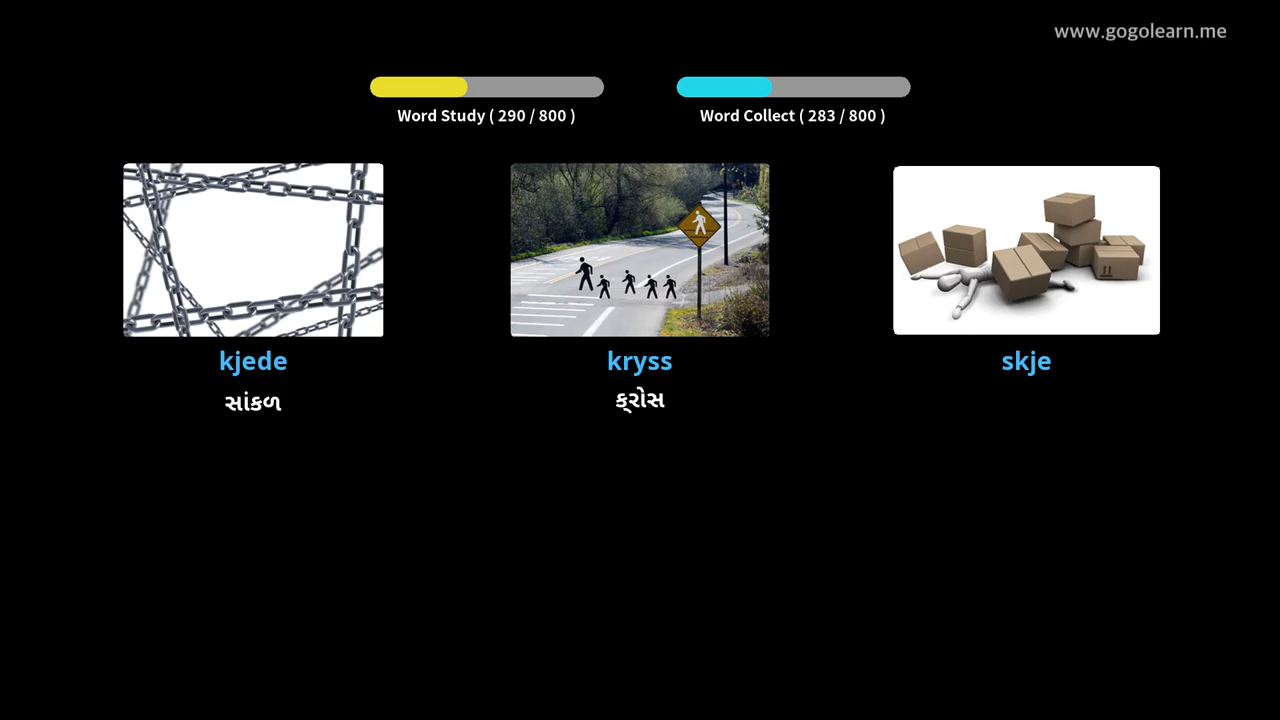 www.gogolearn.me
Word Study ( 290 / 800 )
Word Collect ( 283 / 800 )
kjede
kryss
skje
સાંકળ
ક્રોસ